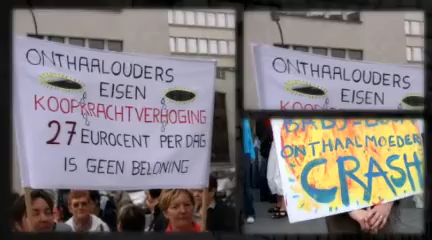 ONTHAALOUDERS
EISEN
KOOPKRACHTVERHOGING
27 EUROCENT PER DAG
IS GEEN BELONING
ONTHAALOUDERS
EISEN
ONTHAALMOEDER
CRASH